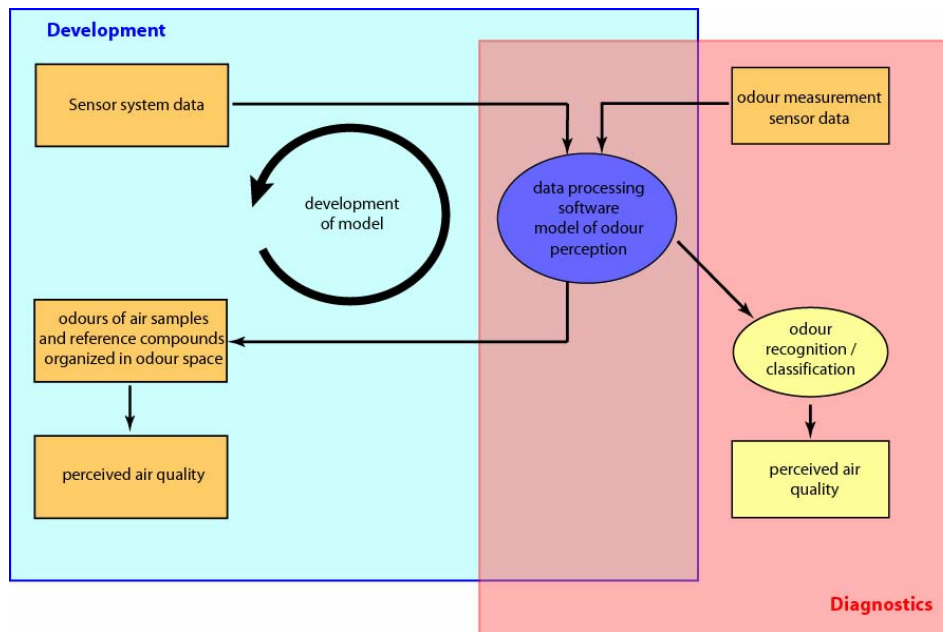 Development
Sensor system data
odour measurement
sensor data
development
of model
data processing
software
model of odour
perception
odours of air samples
and reference compounds
organized in odour space
odour
recognition /
classification
perceived air quality
perceived air
quality
Diagnostics